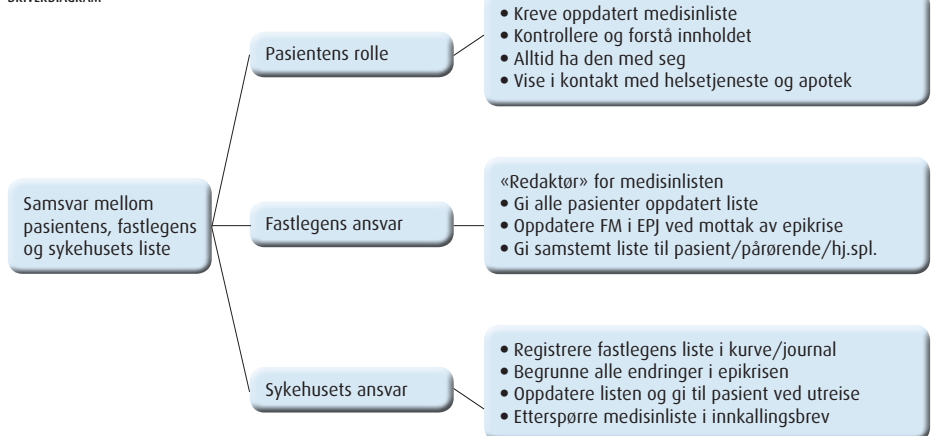 DRIVERDIAGRAM
• Kreve oppdatert medisinliste
• Kontrollere og forstå innholdet
• Alltid ha den med seg
• Vise i kontakt med helsetjeneste og apotek
Pasientens rolle
Samsvar mellom
pasientens, fastlegens
og sykehusets liste
Fastlegens ansvar
«Redaktør» for medisinlisten
• Gi alle pasienter oppdatert liste
• Oppdatere FM i EPJ ved mottak av epikrise
• Gi samstemt liste til pasient/pårørende/hj.spl.
Sykehusets ansvar
• Registrere fastlegens liste i kurve/journal
• Begrunne alle endringer i epikrisen
• Oppdatere listen og gi til pasient ved utreise
• Etterspørre medisinliste i innkallingsbrev